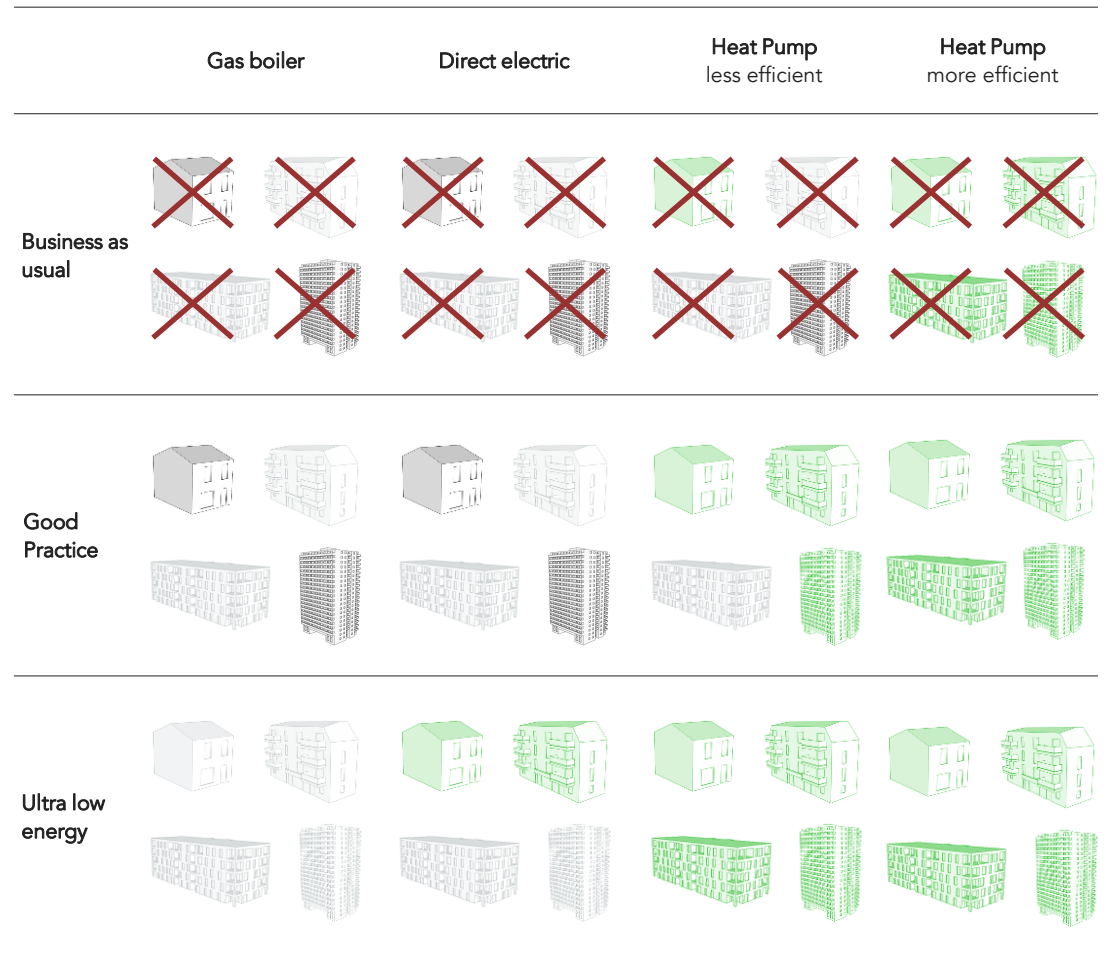 Gas boiler
Direct electric
Heat Pump
less efficient
Heat Pump
more efficient
Business as
usual
Good
Practice
Ultra low
energy